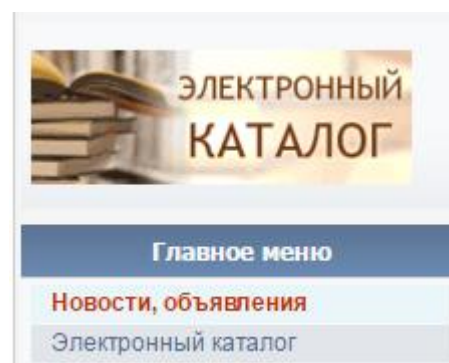 ЭЛЕКТРОННЫЙ
КАТАЛОГ
Главное меню
Новости, объявления
Электронный каталог